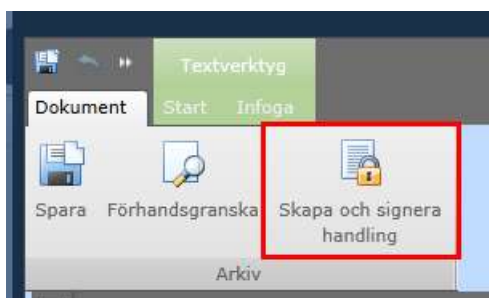 Textverktyg
Dokument Start Infoga
Spara Förhandsgranska Skapa och signera
handling
Arkiv